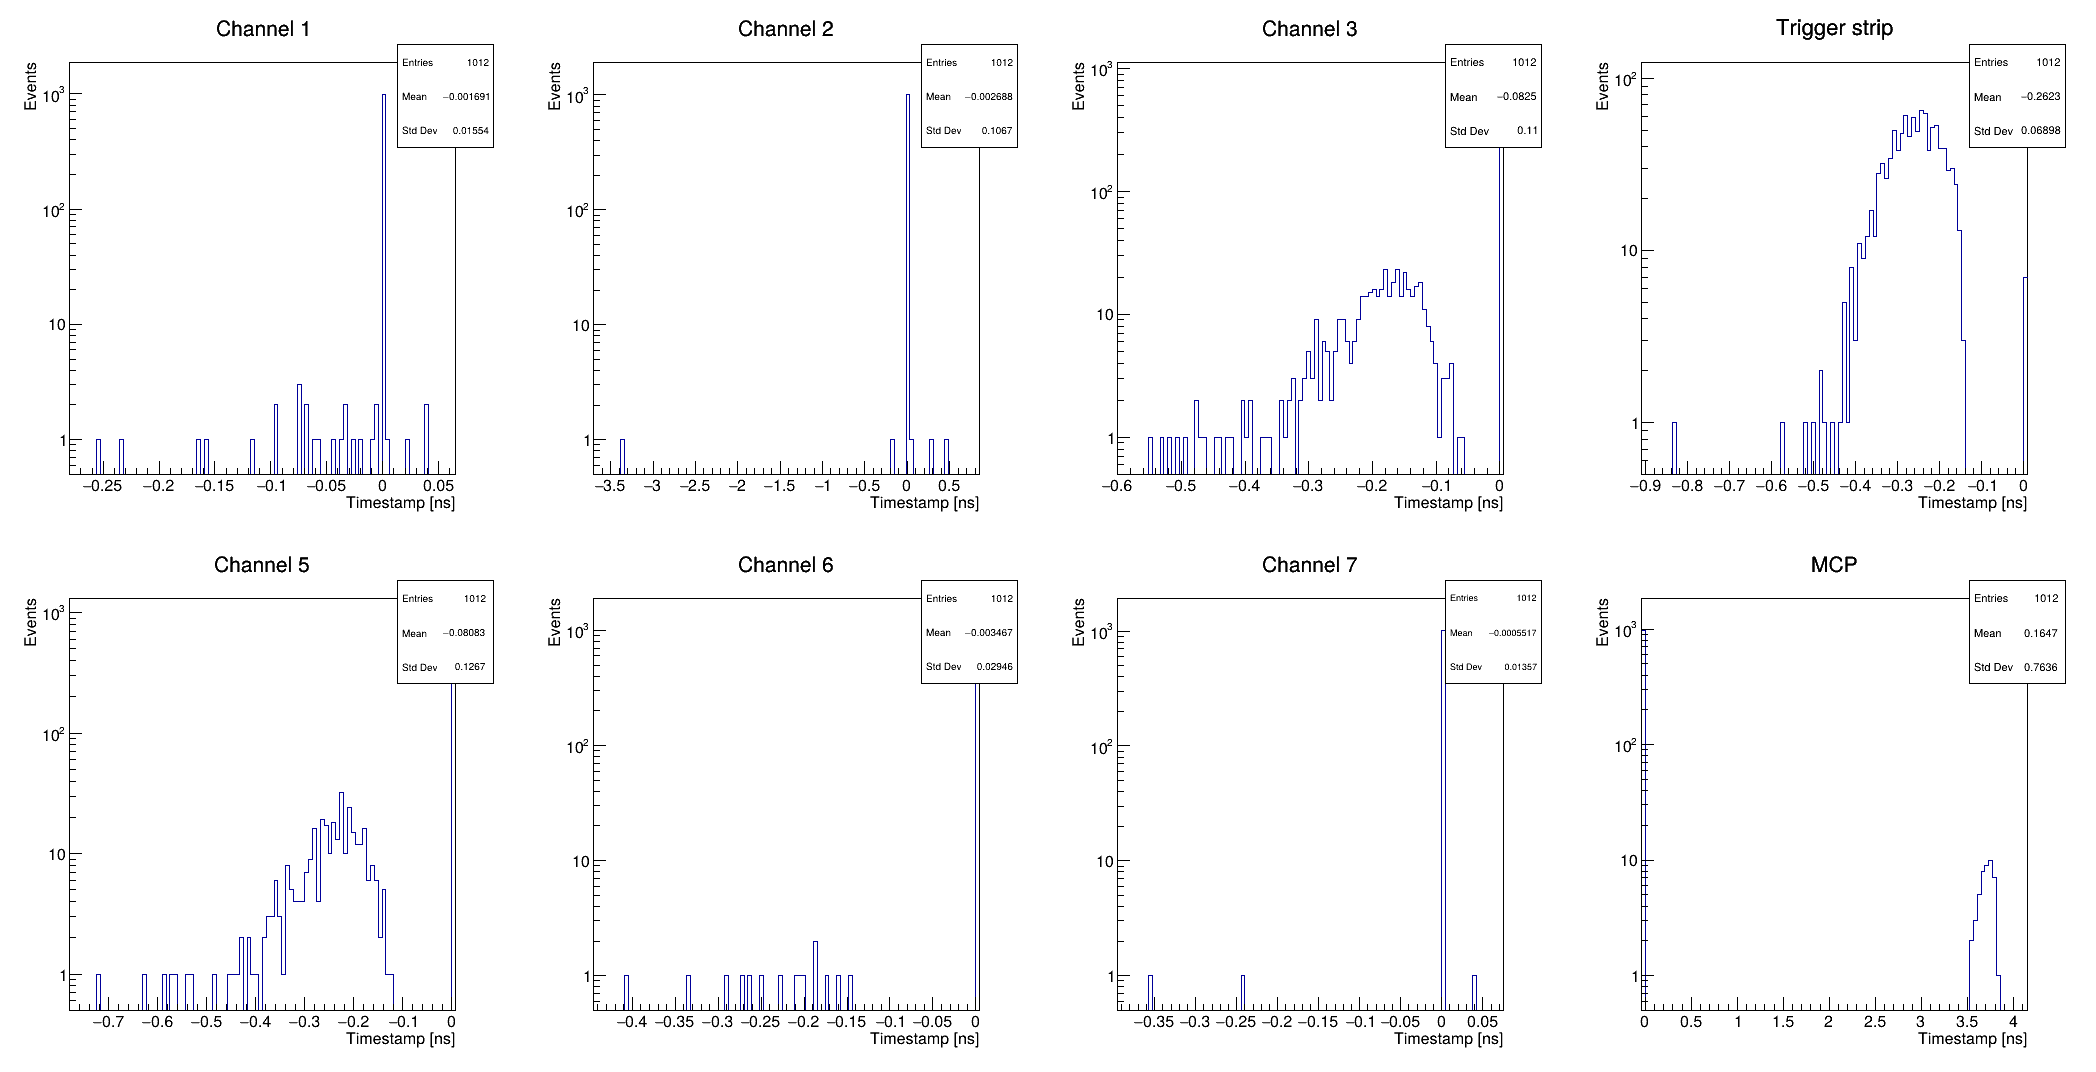 Channel 1
Events
Entries 1012
Mean −0.001691
Std Dev 0.01554
10³
10²
10
1
−0.25 −0.2 −0.15 −0.1 −0.05 0 0.05
Timestamp [ns]
Channel 2
Events
Entries 1012
Mean −0.002688
Std Dev 0.1067
10³
10²
10
1
−3.5 −3 −2.5 −2 −1.5 −1 −0.5 0 0.5
Timestamp [ns]
Channel 3
Events
Entries 1012
Mean −0.0825
Std Dev 0.11
10³
10²
10
1
−0.6 −0.5 −0.4 −0.3 −0.2 −0.1 0
Timestamp [ns]
Trigger strip
Events
Entries 1012
Mean −0.2623
Std Dev 0.06898
10²
10
1
−0.9 −0.8 −0.7 −0.6 −0.5 −0.4 −0.3 −0.2 −0.1 0
Timestamp [ns]
Channel 5
Events
Entries 1012
Mean −0.08083
Std Dev 0.1267
10³
10²
10
1
−0.7 −0.6 −0.5 −0.4 −0.3 −0.2 −0.1 0
Timestamp [ns]
Channel 6
Events
Entries 1012
Mean −0.003467
Std Dev 0.02946
10³
10²
10
1
−0.4 −0.35 −0.3 −0.25 −0.2 −0.15 −0.1 −0.05 0
Timestamp [ns]
Channel 7
Events
Entries 1012
Mean −0.0005517
Std Dev 0.01357
10³
10²
10
1
−0.35 −0.3 −0.25 −0.2 −0.15 −0.1 −0.05 0 0.05
Timestamp [ns]
MCP
Events
Entries 1012
Mean 0.1647
Std Dev 0.7636
10³
10²
10
1
0 0.5 1 1.5 2 2.5 3 3.5 4
Timestamp [ns]